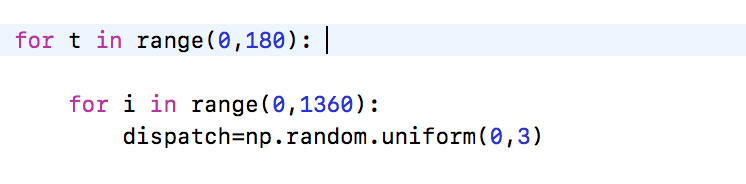 for t in range(0,180):
    for i in range(0,1360):
        dispatch=np.random.uniform(0,3)